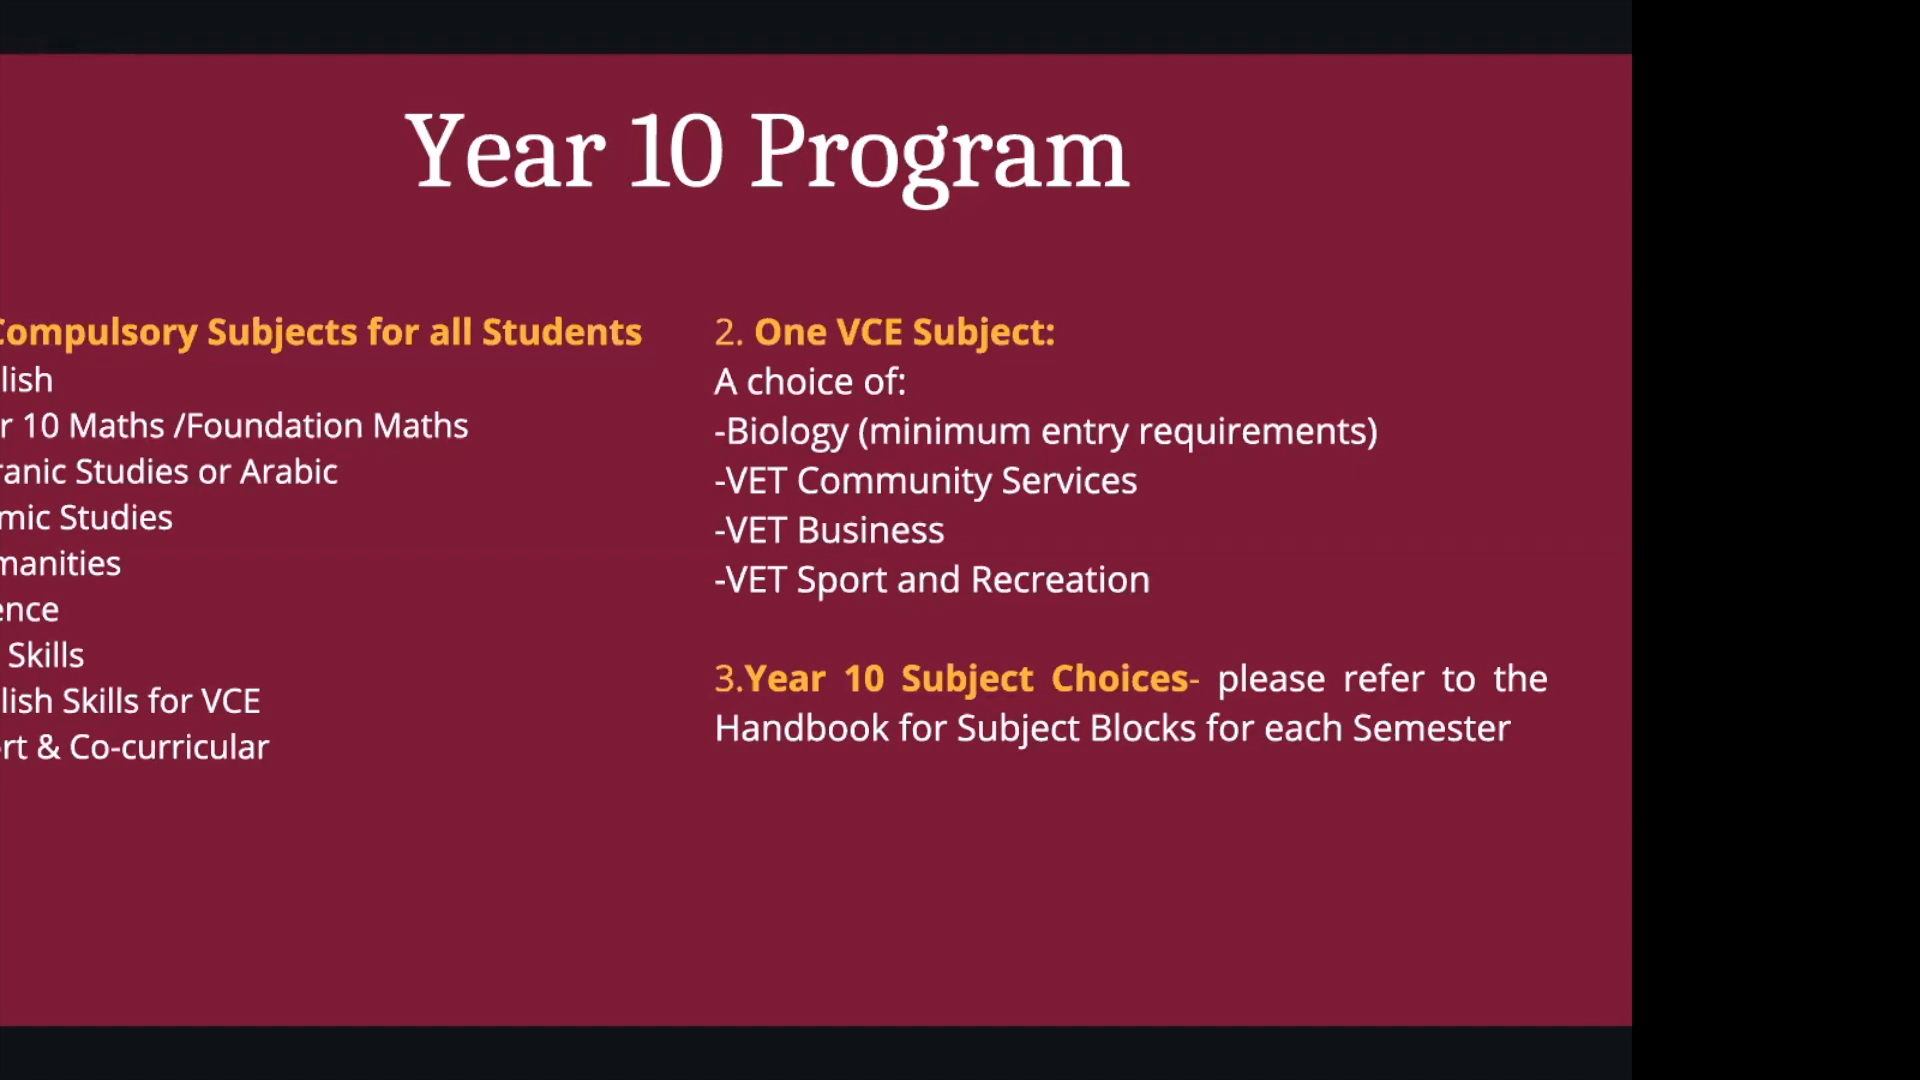 Year 10 Program
Compulsory Subjects for all Students
lish
r 10 Maths /Foundation Maths
ranic Studies or Arabic
mic Studies
manities
ence
Skills
lish Skills for VCE
rt & Co-curricular
2. One VCE Subject:
A choice of:
-Biology (minimum entry requirements)
-VET Community Services
-VET Business
-VET Sport and Recreation
3.Year 10 Subject Choices- please refer to the
Handbook for Subject Blocks for each Semester